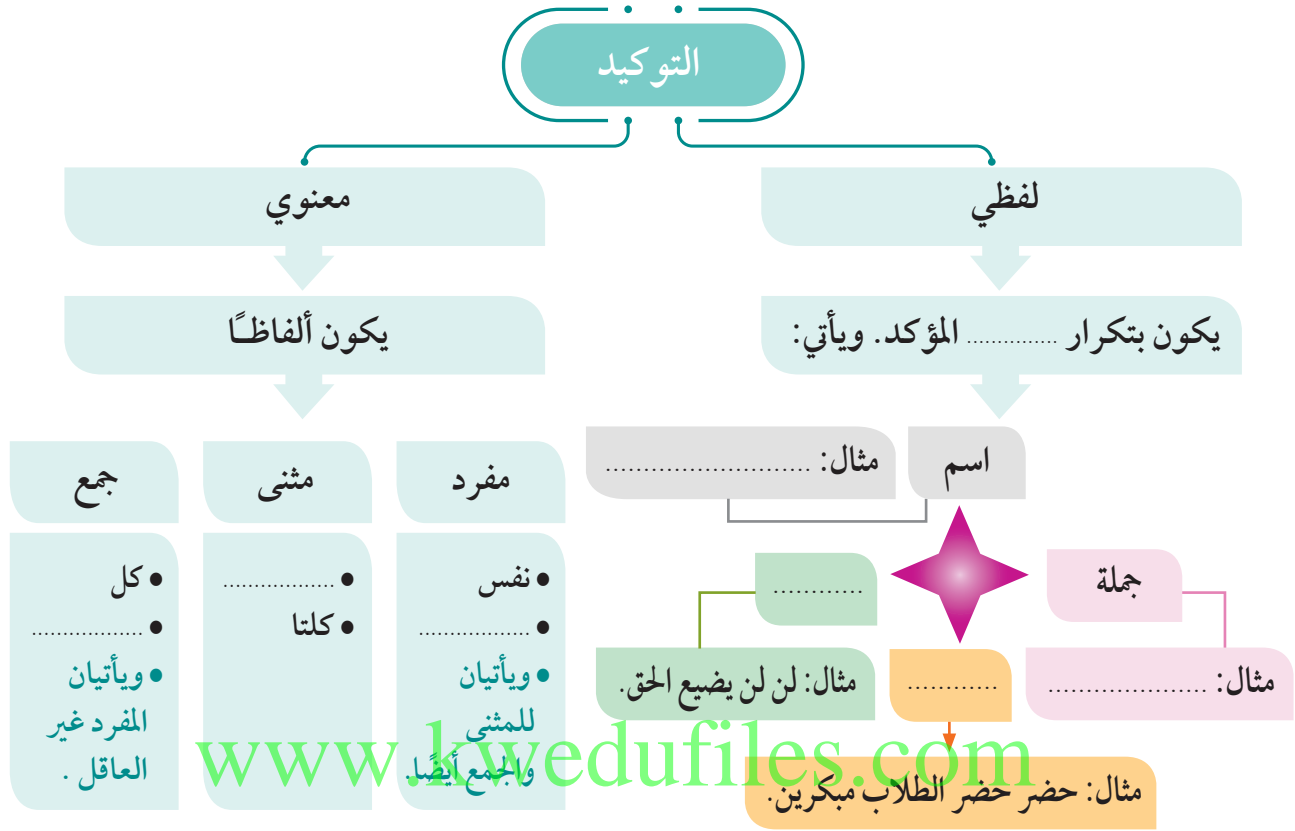 التوكيد
لفظي
معنوي
يكون بتكرار .............. المؤكد. ويأتي:
يكون ألفاظـًا
اسم
مثال: ...........................
جملة
مثال: .....................
............
مثال: لن لن يضيع الحق.
............
مثال: حضر حضر الطلاب مبكرين.
مفرد
• نفس
• ..................
• ويأتيان
للمثنى
والجمع أيضًا.
مثنى
• ..................
• كلتا
جمع
• كل
• ..................
• ويأتيان
المفرد غير
العاقل .
www.kwedufiles.com